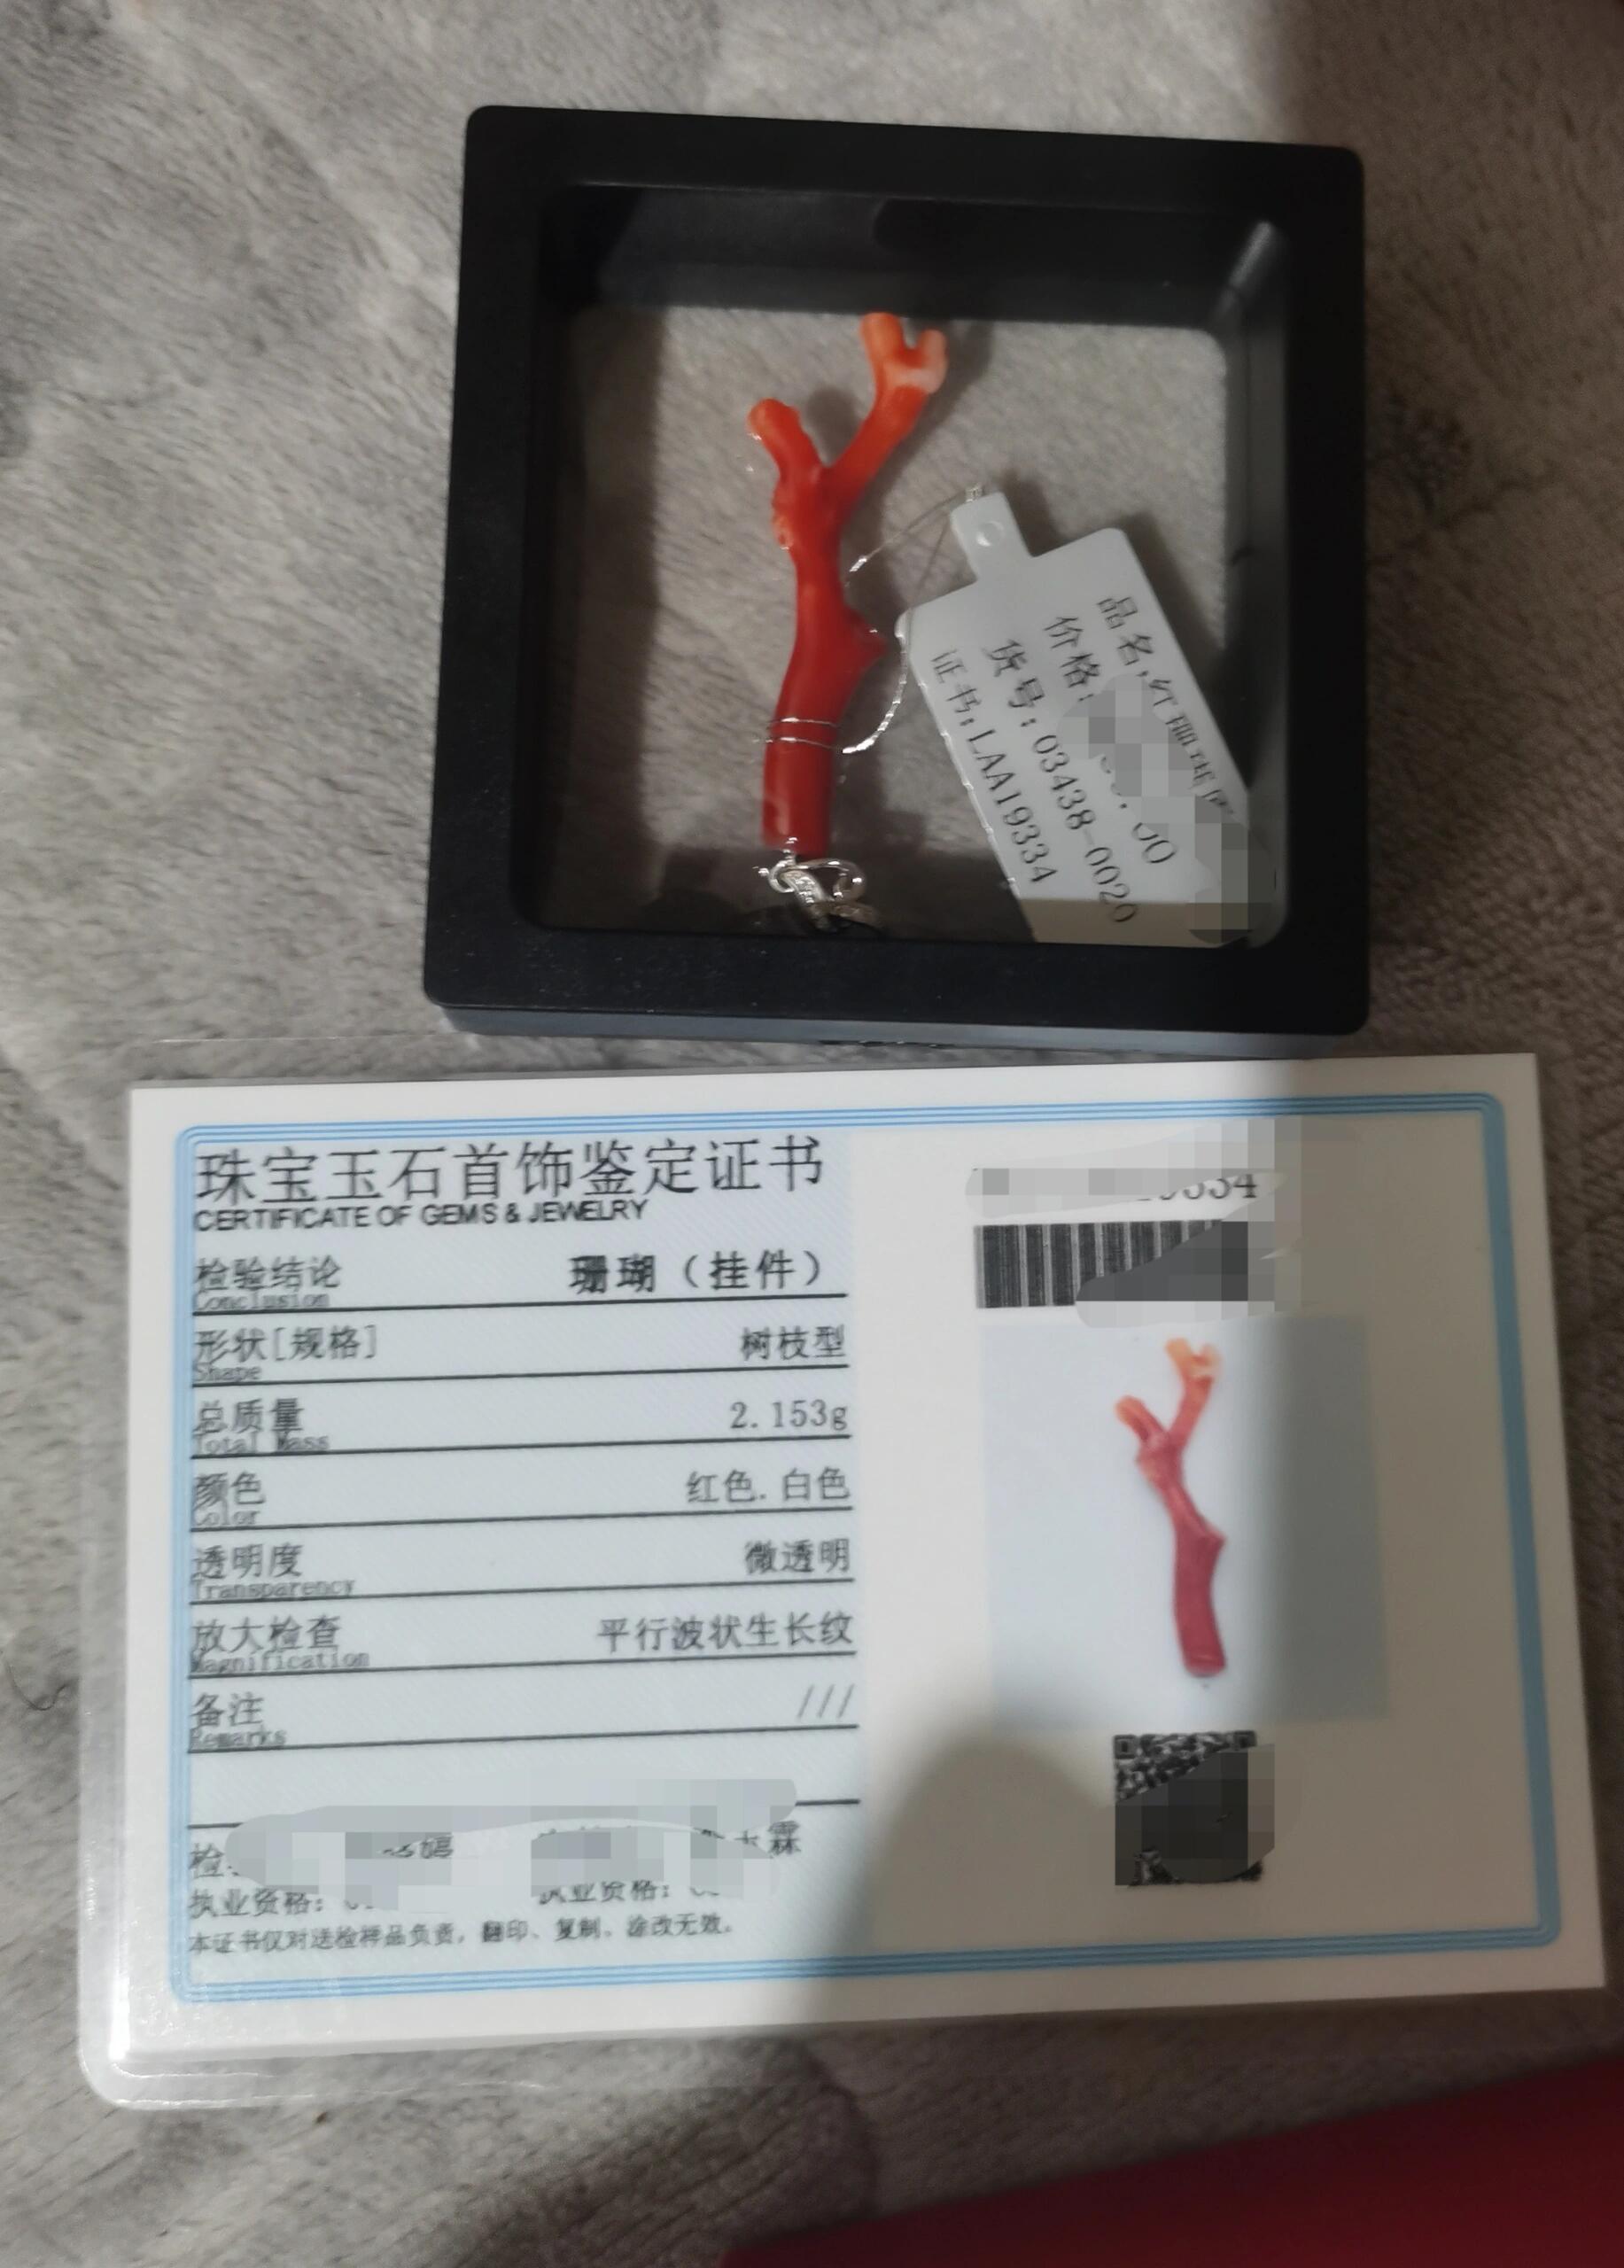 品名:红珊瑚
价格:
货号:03438-0020
证书:LAA19334
珠宝玉石首饰鉴定证书
CERTIFICATE OF GEMS & JEWELRY
检验结论 珊瑚（挂件）
Conclusion
形状[规格] 树枝型
Shape
总质量 2.153g
Total Mass
颜色 红色.白色
Color
透明度 微透明
Transparency
放大检查 平行波状生长纹
Magnification
备注 ///
Remarks
检 霖
执业资格: 执业资格:
本证书仅对送检样品负责，翻印、复制、涂改无效。
9334